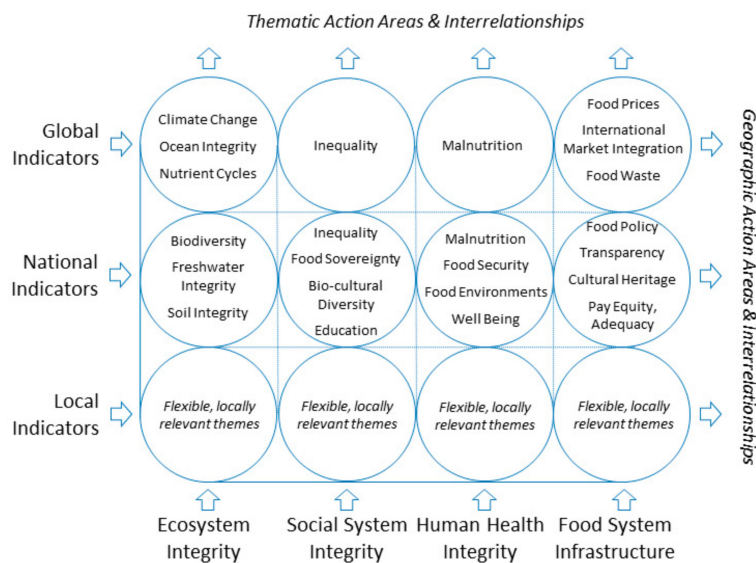 Thematic Action Areas & Interrelationships
Global
Indicators
Climate Change
Ocean Integrity
Nutrient Cycles
Inequality
Malnutrition
Food Prices
International
Market Integration
Food Waste
National
Indicators
Biodiversity
Freshwater
Integrity
Soil Integrity
Inequality
Food Sovereignty
Bio-cultural
Diversity
Education
Malnutrition
Food Security
Food Environments
Well Being
Food Policy
Transparency
Cultural Heritage
Pay Equity,
Adequacy
Local
Indicators
Flexible, locally
relevant themes
Flexible, locally
relevant themes
Flexible, locally
relevant themes
Flexible, locally
relevant themes
Geographic Action Areas & Interrelationships
Ecosystem
Integrity
Social System
Integrity
Human Health
Integrity
Food System
Infrastructure